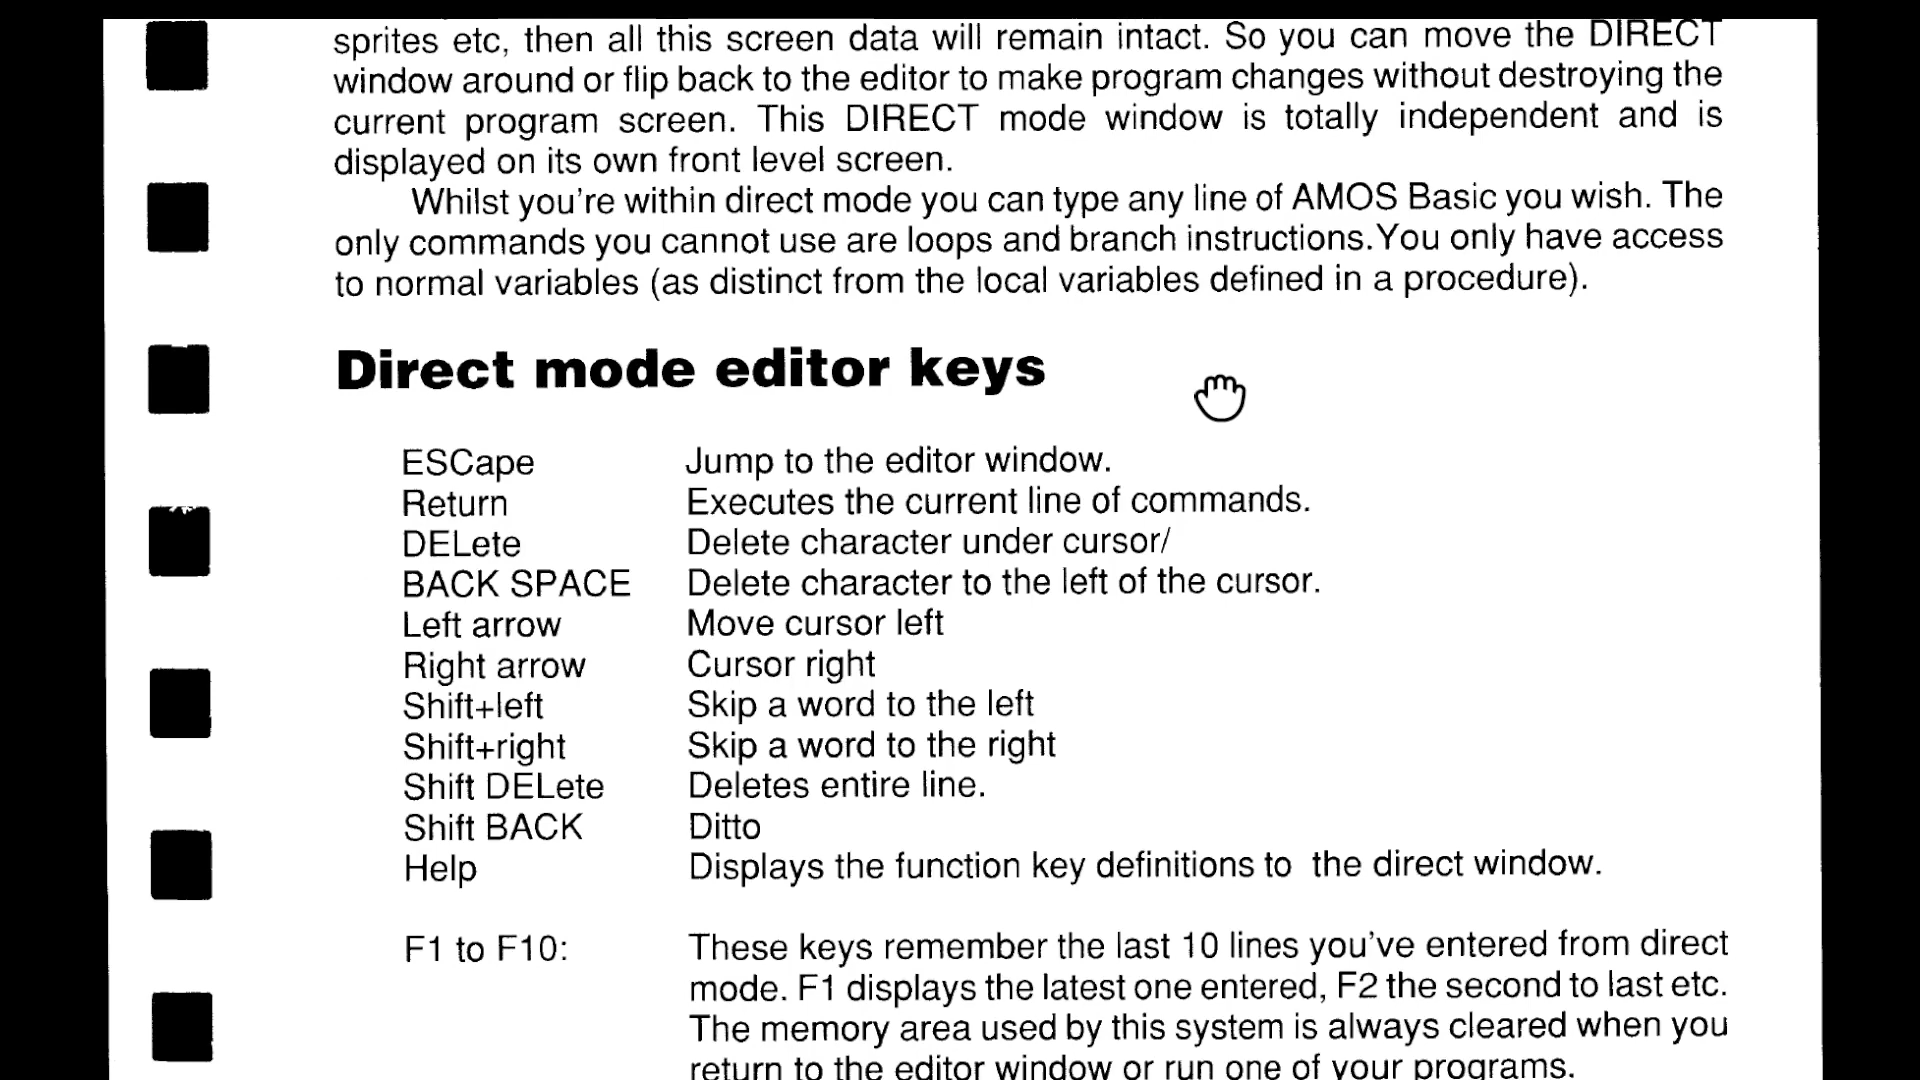 sprites etc, then all this screen data will remain intact. So you can move the DIRECT
window around or flip back to the editor to make program changes without destroying the
current program screen. This DIRECT mode window is totally independent and is
displayed on its own front level screen.
Whilst you're within direct mode you can type any line of AMOS Basic you wish. The
only commands you cannot use are loops and branch instructions.You only have access
to normal variables (as distinct from the local variables defined in a procedure).
Direct mode editor keys
ESCape Jump to the editor window.
Return Executes the current line of commands.
DELete Delete character under cursor/
BACK SPACE Delete character to the left of the cursor.
Left arrow Move cursor left
Right arrow Cursor right
Shift+left Skip a word to the left
Shift+right Skip a word to the right
Shift DELete Deletes entire line.
Shift BACK Ditto
Help Displays the function key definitions to the direct window.
F1 to F10: These keys remember the last 10 lines you've entered from direct
mode. F1 displays the latest one entered, F2 the second to last etc.
The memory area used by this system is always cleared when you
return to the editor window or run one of your programs.